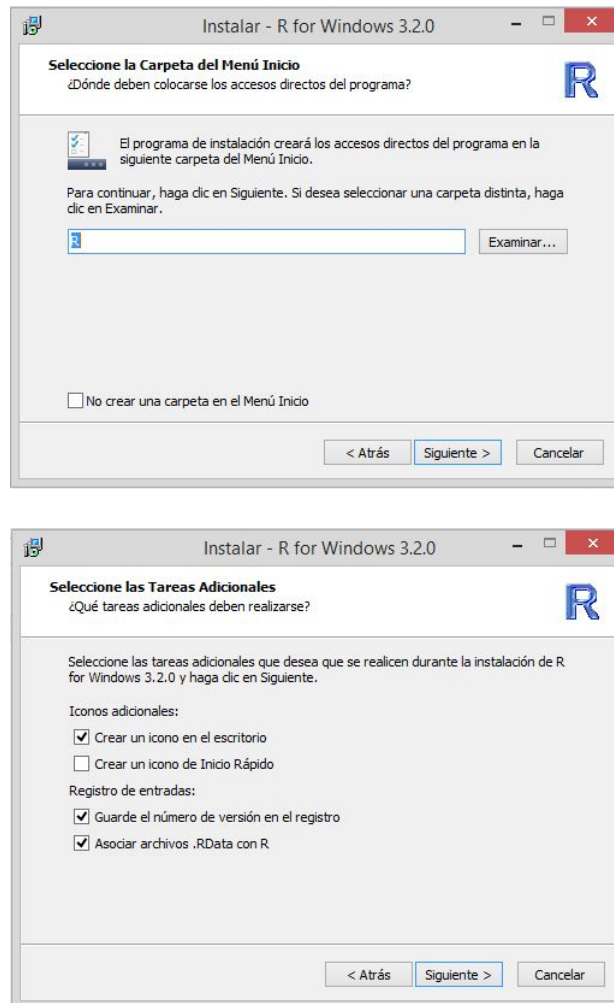 Instalar - R for Windows 3.2.0
Seleccione la Carpeta del Menú Inicio
¿Dónde deben colocarse los accesos directos del programa?
R
El programa de instalación creará los accesos directos del programa en la
siguiente carpeta del Menú Inicio.
Para continuar, haga clic en Siguiente. Si desea seleccionar una carpeta distinta, haga
clic en Examinar.
R
Examinar...
No crear una carpeta en el Menú Inicio
< Atrás
Siguiente >
Cancelar
Instalar - R for Windows 3.2.0
Seleccione las Tareas Adicionales
¿Qué tareas adicionales deben realizarse?
R
Seleccione las tareas adicionales que desea que se realicen durante la instalación de R
for Windows 3.2.0 y haga clic en Siguiente.
Iconos adicionales:
Crear un icono en el escritorio
Crear un icono de Inicio Rápido
Registro de entradas:
Guarde el número de versión en el registro
Asociar archivos .RData con R
< Atrás
Siguiente >
Cancelar